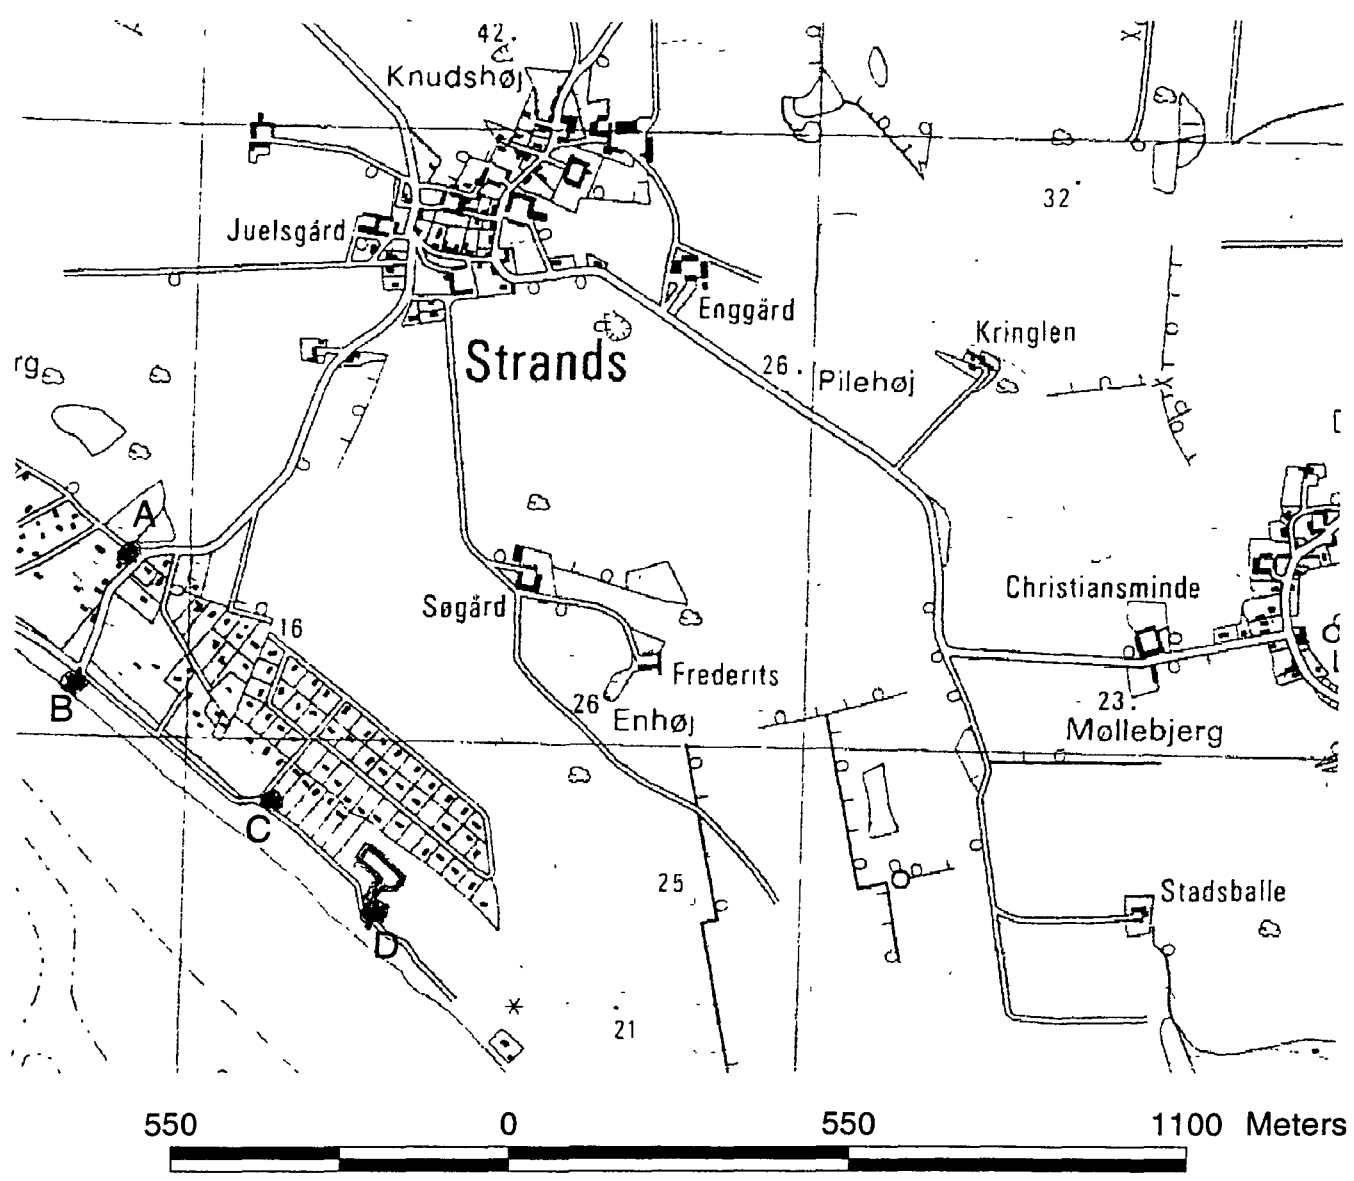 42.
Knudshøj
32
Juelsgård
Enggård
Kringlen
Strands
26. Pilehøj
rg
A
Christiansminde
Søgård
16
Frederits
B
26
Enhøj
23.
Møllebjerg
C
25
Stadsballe
D
21
550 0 550 1100 Meters